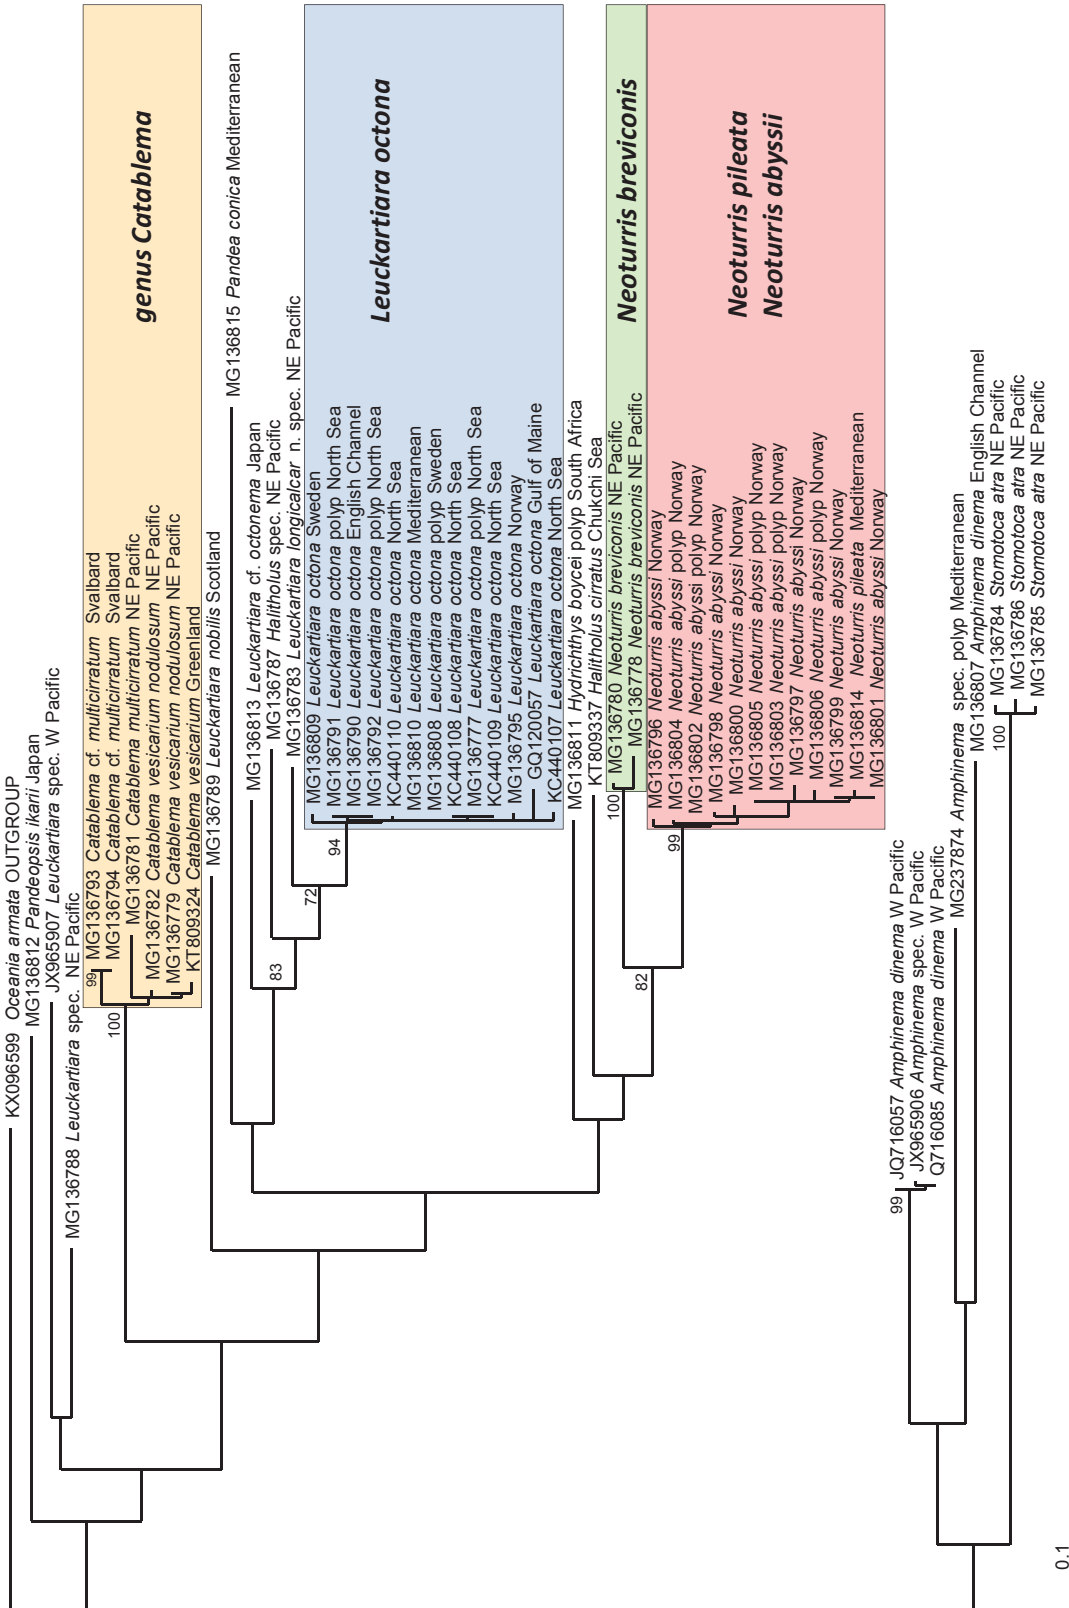 KX096599 Oceania armata OUTGROUP
MG136812 Pandeopsis ikarii Japan
JX965907 Leuckartiara spec. W Pacific
MG136788 Leuckartiara spec. NE Pacific
99
MG136793 Catablema cf. multicirratum Svalbard
MG136794 Catablema cf. multicirratum Svalbard
100
MG136781 Catablema multicirratum NE Pacific
MG136782 Catablema vesicarium nodulosum NE Pacific
MG136779 Catablema vesicarium nodulosum NE Pacific
KT809324 Catablema vesicarium Greenland
genus Catablema
MG136789 Leuckartiara nobilis Scotland
MG136815 Pandea conica Mediterranean
MG136813 Leuckartiara cf. octonema Japan
83
MG136787 Halitholus spec. NE Pacific
72
MG136783 Leuckartiara longicalcar n. spec. NE Pacific
94
MG136809 Leuckartiara octona Sweden
MG136791 Leuckartiara octona polyp North Sea
MG136790 Leuckartiara octona English Channel
MG136792 Leuckartiara octona polyp North Sea
KC440110 Leuckartiara octona North Sea
MG136810 Leuckartiara octona Mediterranean
MG136808 Leuckartiara octona polyp Sweden
KC440108 Leuckartiara octona North Sea
MG136777 Leuckartiara octona polyp North Sea
KC440109 Leuckartiara octona North Sea
MG136795 Leuckartiara octona Norway
GQ120057 Leuckartiara octona Gulf of Maine
KC440107 Leuckartiara octona North Sea
Leuckartiara octona
MG136811 Hydrichthys boycei polyp South Africa
KT809337 Halitholus cirratus Chukchi Sea
82
100
MG136780 Neoturris breviconis NE Pacific
MG136778 Neoturris breviconis NE Pacific
Neoturris breviconis
99
MG136796 Neoturris abyssi Norway
MG136804 Neoturris abyssi polyp Norway
MG136802 Neoturris abyssi polyp Norway
MG136798 Neoturris abyssi Norway
MG136800 Neoturris abyssi Norway
MG136805 Neoturris abyssi polyp Norway
MG136803 Neoturris abyssi polyp Norway
MG136797 Neoturris abyssi Norway
MG136806 Neoturris abyssi polyp Norway
MG136799 Neoturris abyssi Norway
MG136814 Neoturris pileata Mediterranean
MG136801 Neoturris abyssi Norway
Neoturris pileata
Neoturris abyssii
99
JQ716057 Amphinema dinema W Pacific
JX965906 Amphinema spec. W Pacific
Q716085 Amphinema dinema W Pacific
MG237874 Amphinema spec. polyp Mediterranean
MG136807 Amphinema dinema English Channel
100
MG136784 Stomotoca atra NE Pacific
MG136786 Stomotoca atra NE Pacific
MG136785 Stomotoca atra NE Pacific
0.1